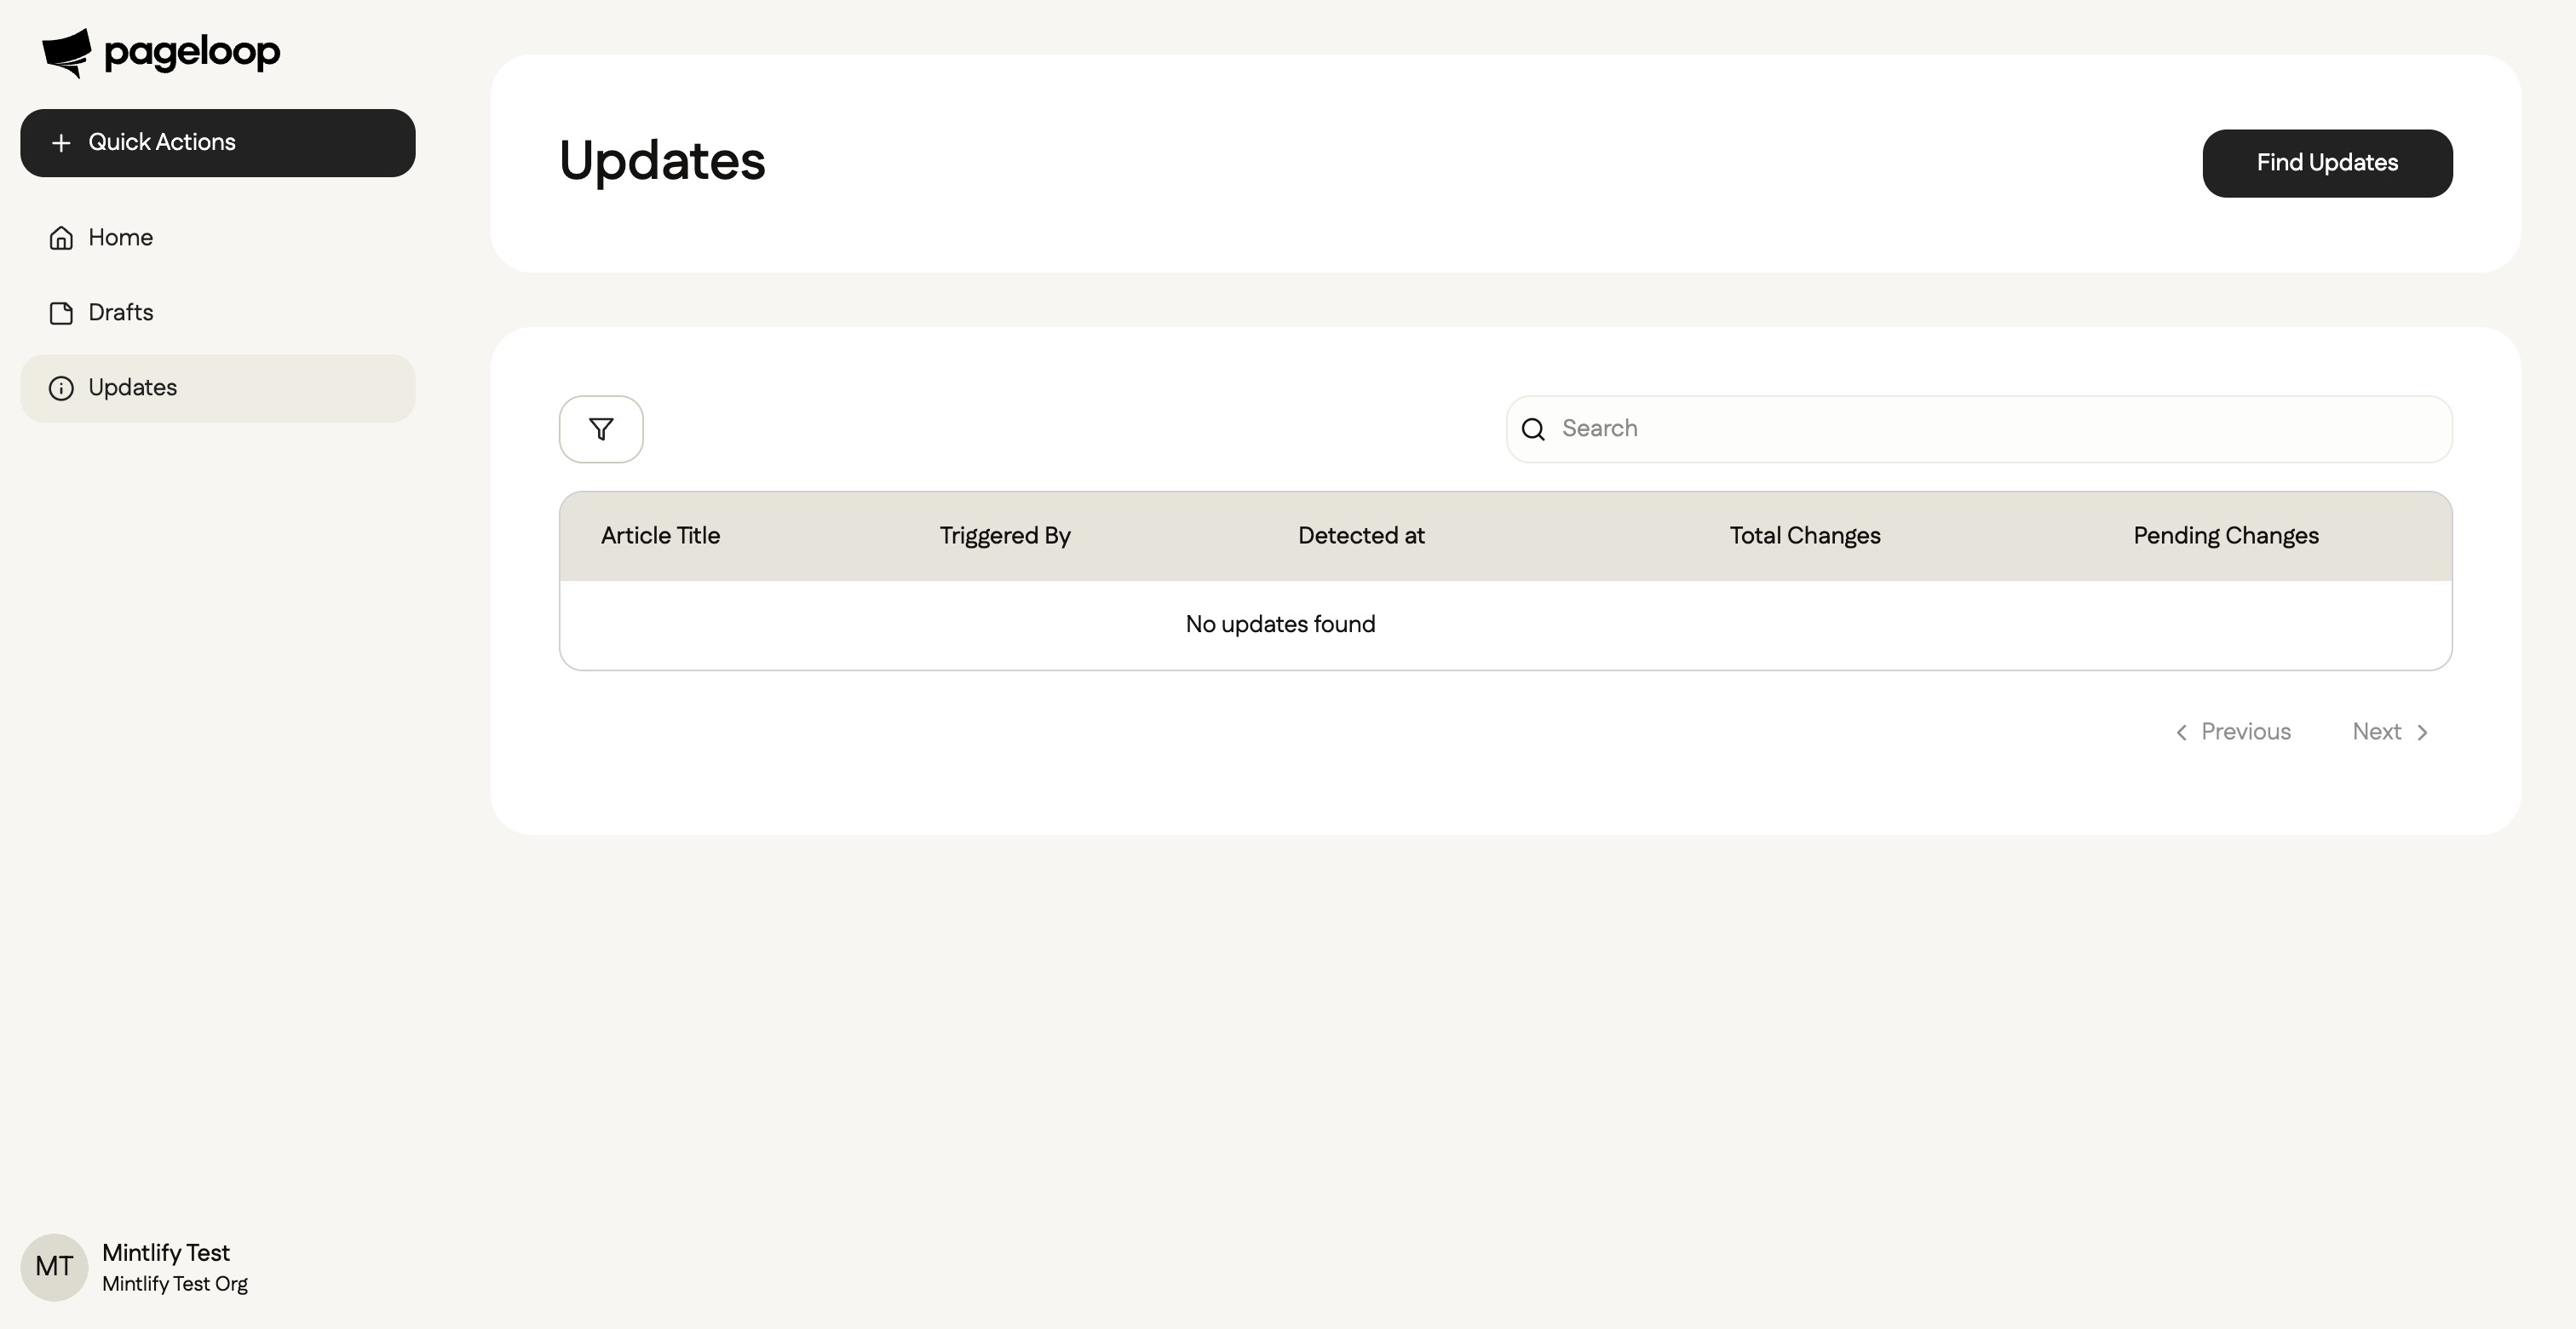 pageloop
Quick Actions
Home
Drafts
Updates
Updates
Find Updates
Search
Article Title Triggered By Detected at Total Changes Pending Changes
No updates found
Previous Next
MT
Mintlify Test
Mintlify Test Org